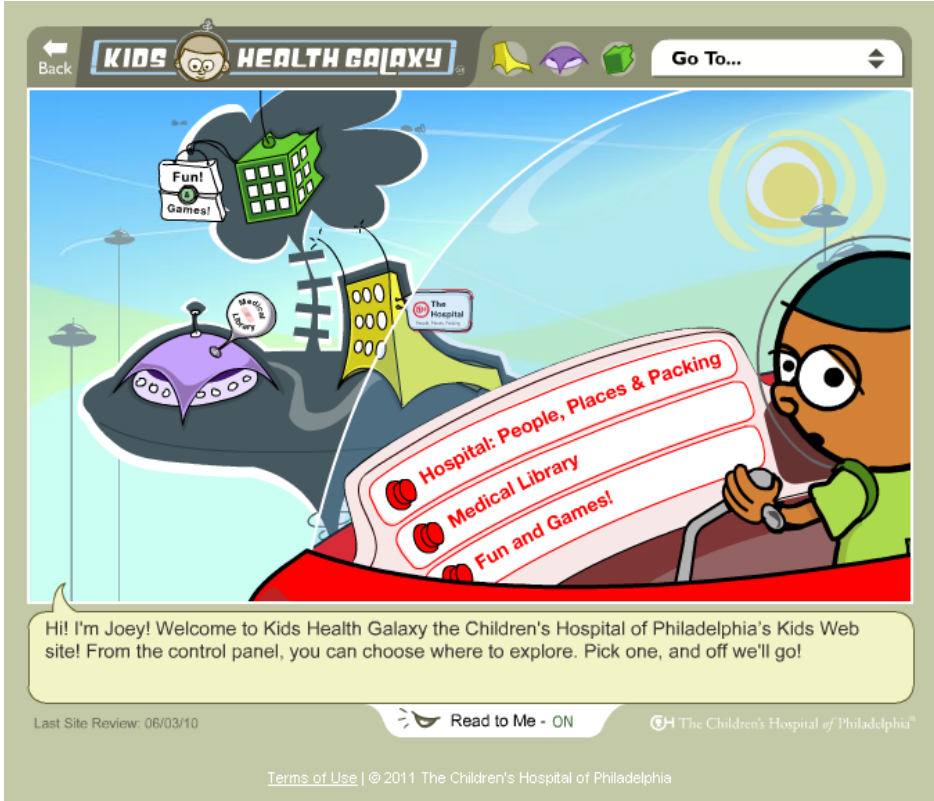 Back
KIDS HEALTH GALAXY
Go To...
Fun!
&
Games!
Medical
Library
The
Hospital
People, Places, Packing
Hospital: People, Places & Packing
Medical Library
Fun and Games!
Hi! I'm Joey! Welcome to Kids Health Galaxy the Children's Hospital of Philadelphia's Kids Web
site! From the control panel, you can choose where to explore. Pick one, and off we'll go!
Last Site Review: 06/03/10
Read to Me - ON
The Children's Hospital of Philadelphia®
Terms of Use | © 2011 The Children's Hospital of Philadelphia